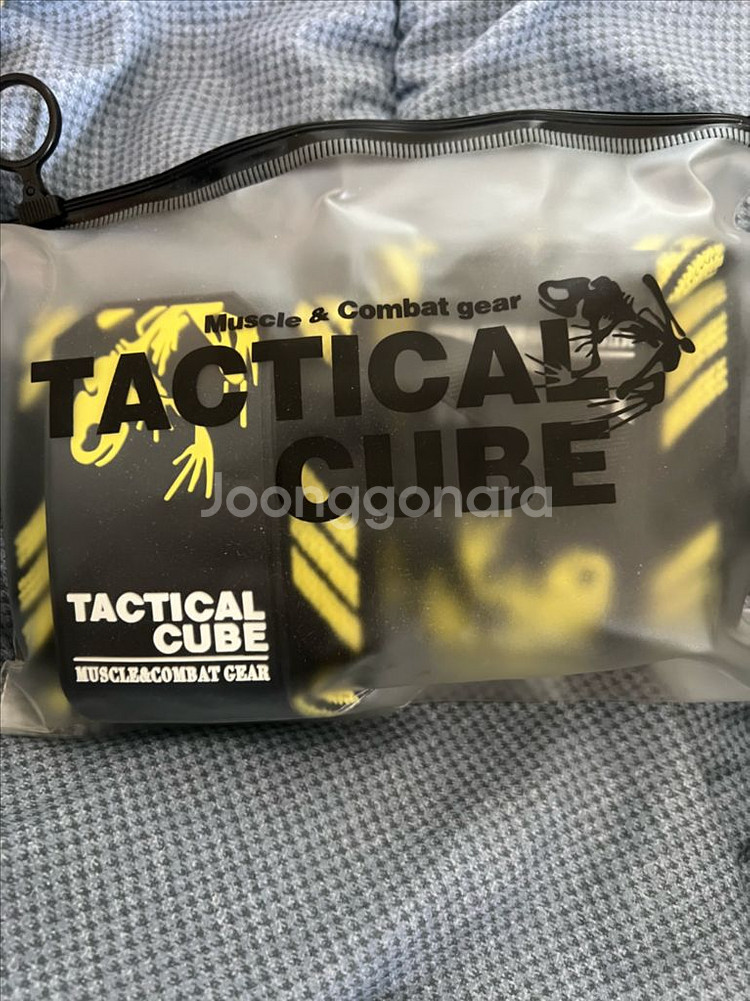 Muscle & Combat gear
TACTICAL
CUBE
Joonggonara
TACTICAL
CUBE
MUSCLE&COMBAT GEAR